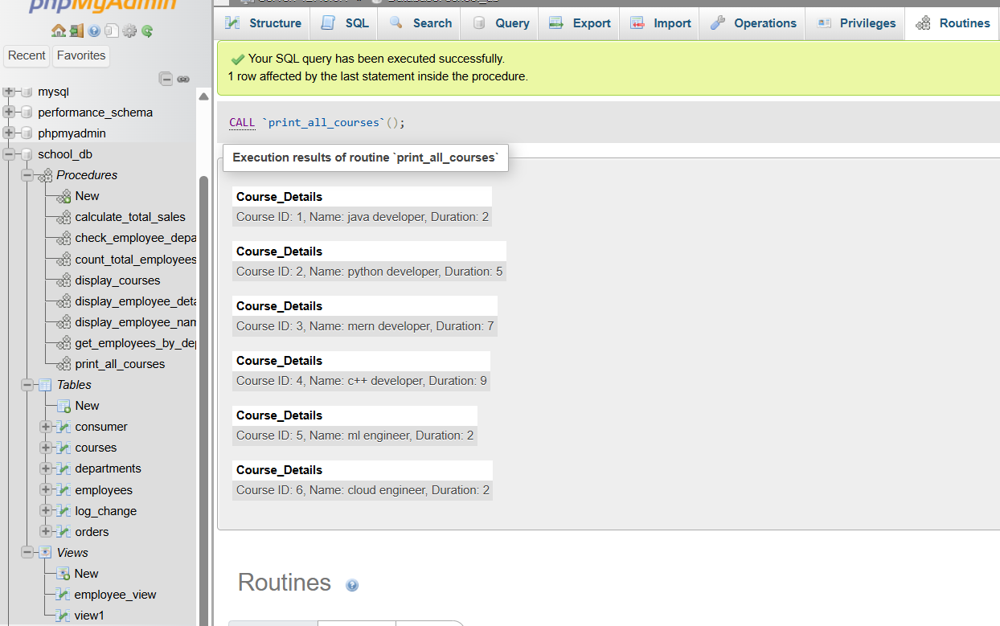 phpMyAdmin
Recent
Favorites
mysql
performance_schema
phpmyadmin
school_db
Procedures
New
calculate_total_sales
check_employee_depa
count_total_employees
display_courses
display_employee_deta
display_employee_nam
get_employees_by_dep
print_all_courses
Tables
New
consumer
courses
departments
employees
log_change
orders
Views
New
employee_view
view1
Structure
SQL
Search
Query
Export
Import
Operations
Privileges
Routines
Your SQL query has been executed successfully.
1 row affected by the last statement inside the procedure.
CALL `print_all_courses`();
Execution results of routine `print_all_courses`
Course_Details
Course ID: 1, Name: java developer, Duration: 2
Course_Details
Course ID: 2, Name: python developer, Duration: 5
Course_Details
Course ID: 3, Name: mern developer, Duration: 7
Course_Details
Course ID: 4, Name: c++ developer, Duration: 9
Course_Details
Course ID: 5, Name: ml engineer, Duration: 2
Course_Details
Course ID: 6, Name: cloud engineer, Duration: 2
Routines